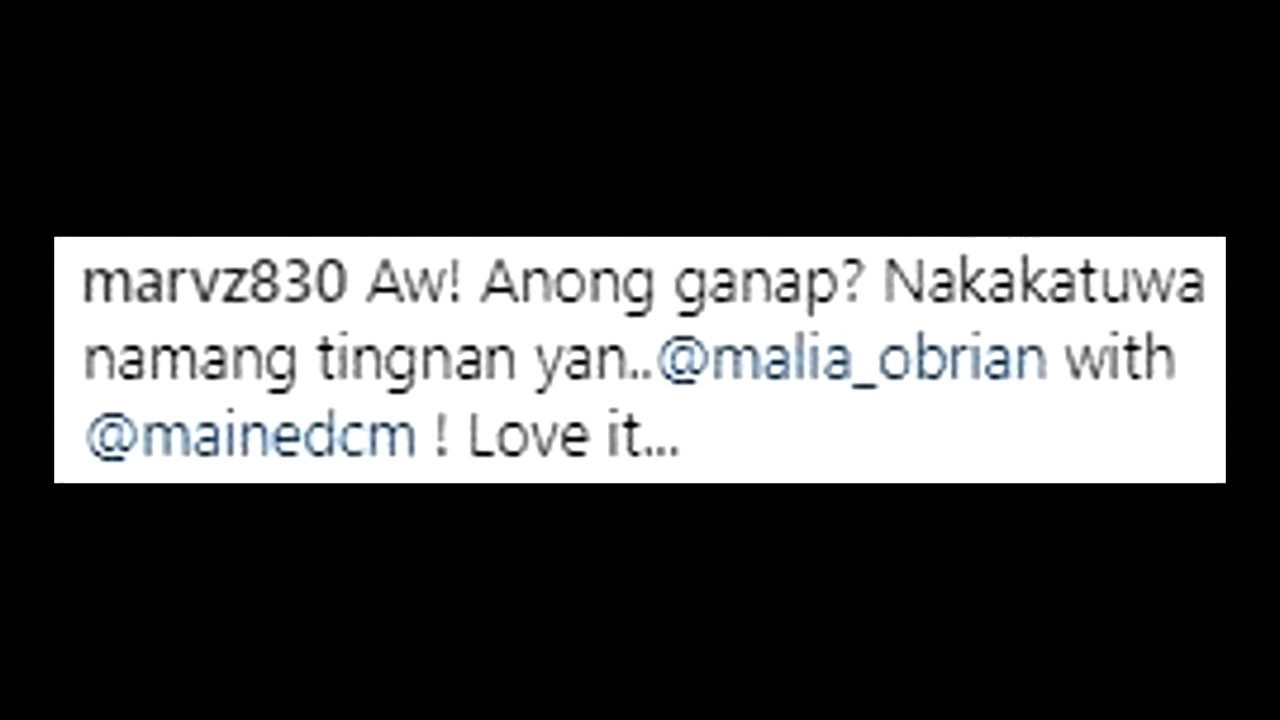 marvz830 Aw! Anong ganap? Nakakatuwa
namang tingnan yan..@malia_obrian with
@mainedcm ! Love it...